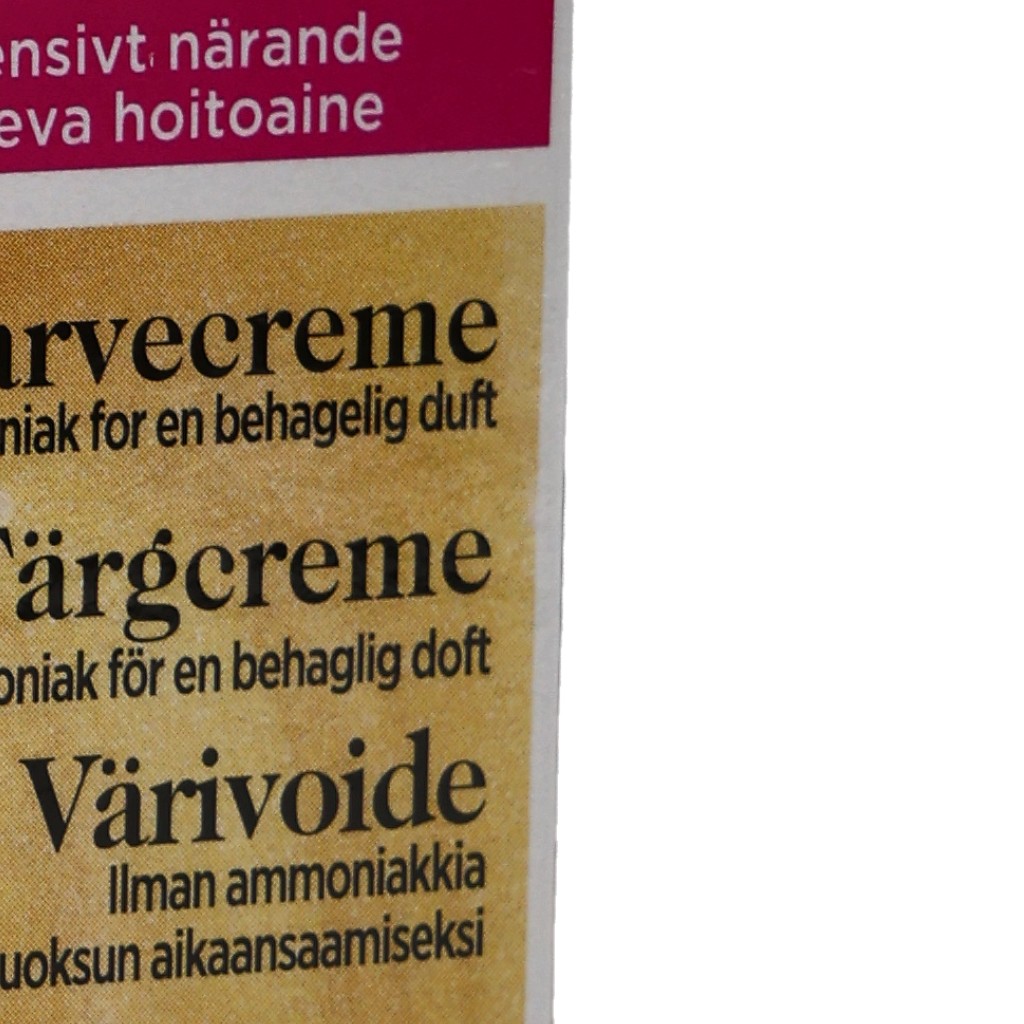 ensivt närande
eva hoitoaine
arvecreme
niak for en behagelig duft
färgcreme
oniak för en behaglig doft
Värivoide
Ilman ammoniakkia
uoksun aikaansaamiseksi